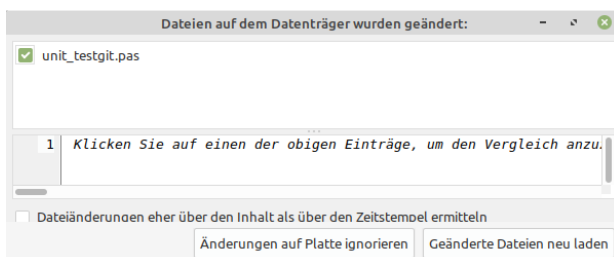 Dateien auf dem Datenträger wurden geändert:
unit_testgit.pas
1 Klicken Sie auf einen der obigen Einträge, um den Vergleich anzu
Dateiänderungen eher über den Inhalt als über den Zeitstempel ermitteln
Änderungen auf Platte ignorieren Geänderte Dateien neu laden